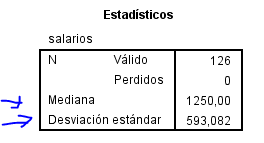 Estadísticos
salarios
N Válido 126
Perdidos 0
Mediana 1250,00
Desviación estándar 593,082